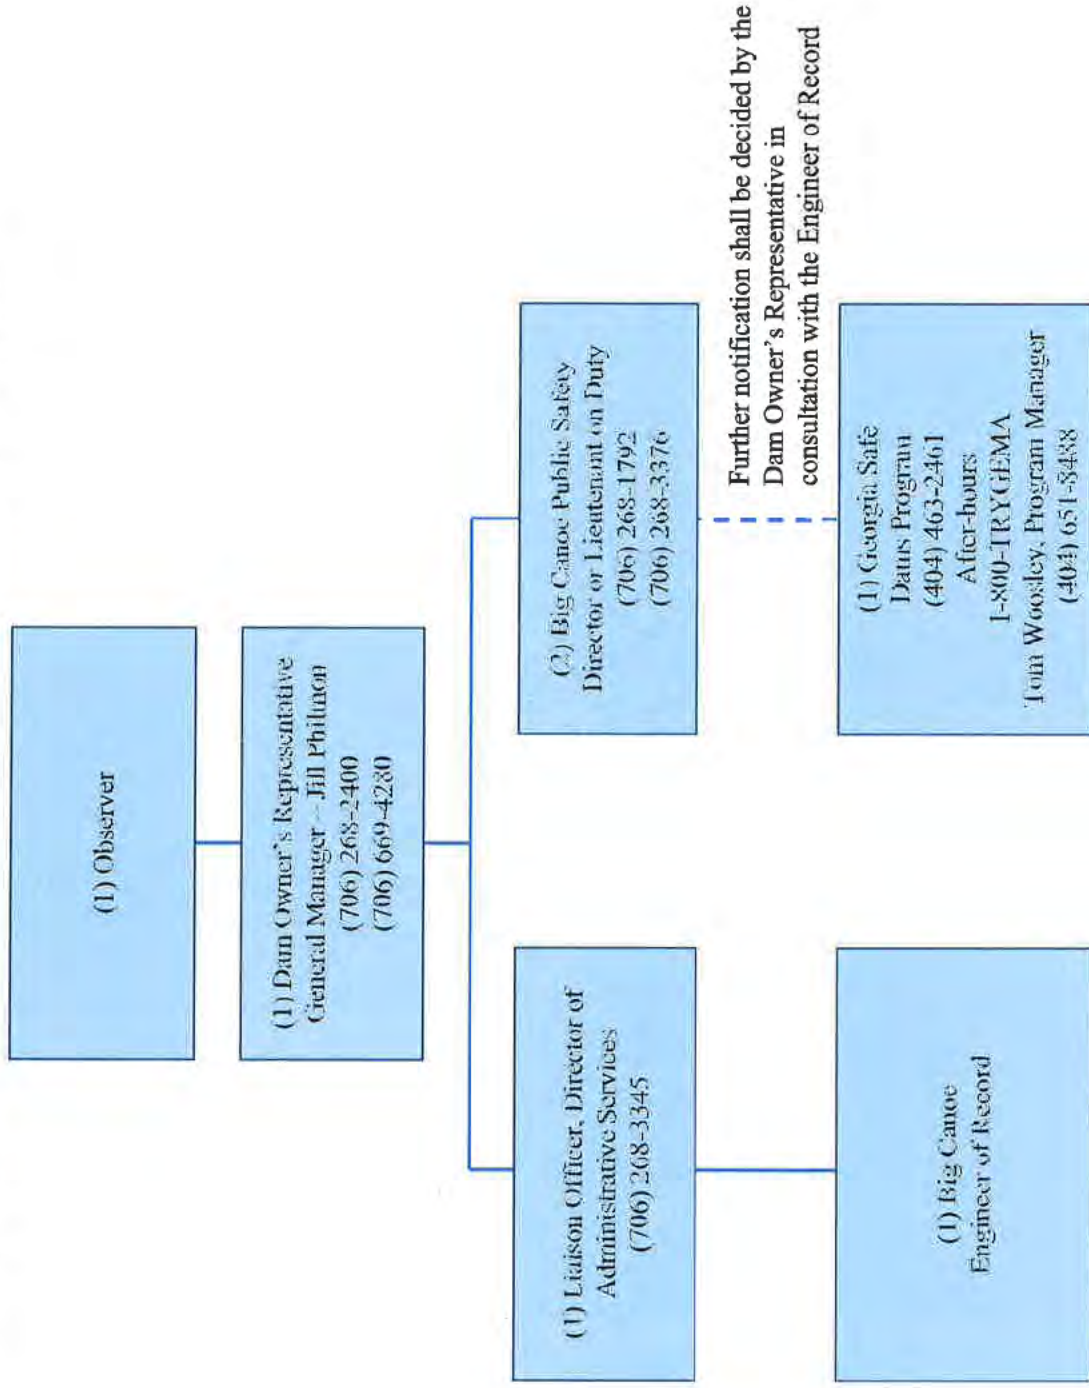 (1) Observer
(1) Dam Owner's Representative
General Manager – Jill Philmon
(706) 268-2400
(706) 669-4280
(1) Liaison Officer, Director of
Administrative Services
(706) 268-3345
(2) Big Canoe Public Safety
Director or Lieutenant on Duty
(706) 268-1792
(706) 268-3376
Further notification shall be decided by the
Dam Owner's Representative in
consultation with the Engineer of Record
(1) Big Canoe
Engineer of Record
(1) Georgia Safe
Dams Program
(404) 463-2461
After-hours
1-800-TRYGEMA
Tom Woosley, Program Manager
(404)